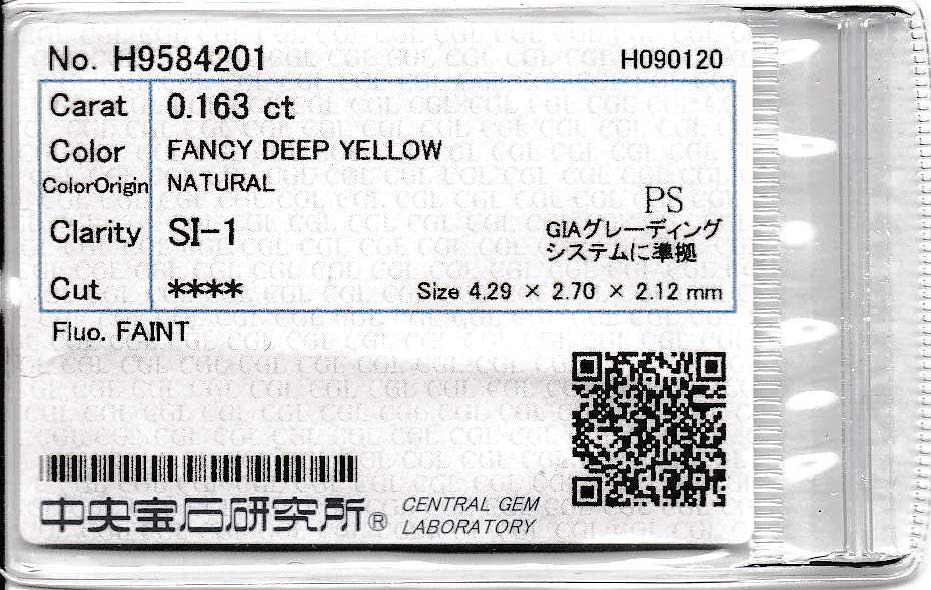 No. H9584201 H090120
Carat 0.163 ct
Color FANCY DEEP YELLOW
ColorOrigin NATURAL
PS
Clarity SI-1 GIAグレーディング
システムに準拠
Cut **** Size 4.29 × 2.70 × 2.12 mm
Fluo. FAINT
中央宝石研究所® CENTRAL GEM
LABORATORY